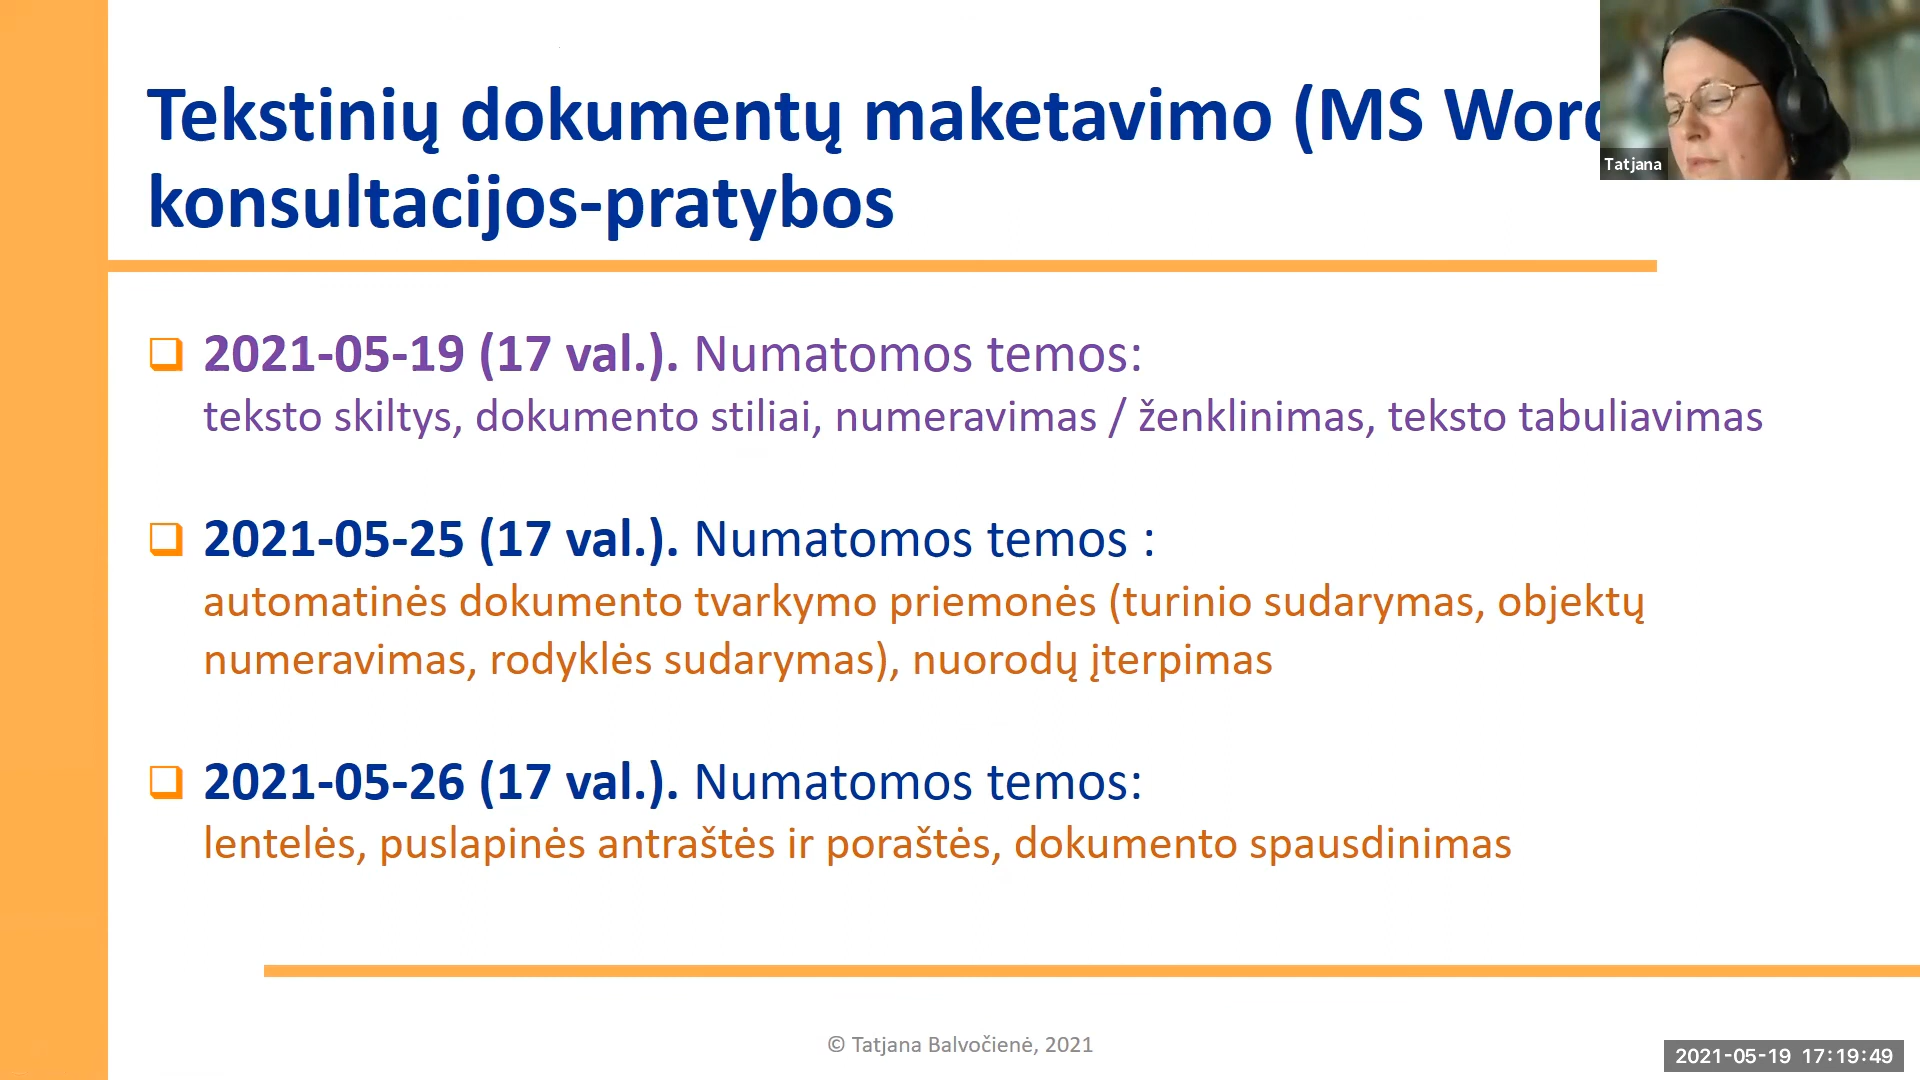 Tekstinių dokumentų maketavimo (MS Word
konsultacijos-pratybos
Tatjana
2021-05-19 (17 val.). Numatomos temos:
teksto skiltys, dokumento stiliai, numeravimas / ženklinimas, teksto tabuliavimas
2021-05-25 (17 val.). Numatomos temos :
automatinės dokumento tvarkymo priemonės (turinio sudarymas, objektų
numeravimas, rodyklės sudarymas), nuorodų įterpimas
2021-05-26 (17 val.). Numatomos temos:
lentelės, puslapinės antraštės ir poraštės, dokumento spausdinimas
© Tatjana Balvočienė, 2021
2021-05-19 17:19:49